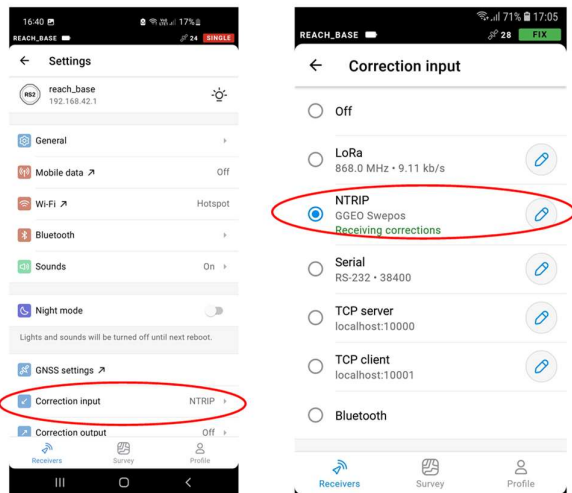 16:40 17%
REACH_BASE 24 SINGLE
Settings
RS2
reach_base
192.168.42.1
General
Mobile data Off
Wi-Fi Hotspot
Bluetooth
Sounds On
Night mode
Lights and sounds will be turned off until next reboot.
GNSS settings
Correction input NTRIP
Correction output Off
Receivers Survey Profile
71% 17:05
REACH_BASE 28 FIX
Correction input
Off
LoRa
868.0 MHz • 9.11 kb/s
NTRIP
GGEO Swepos
Receiving corrections
Serial
RS-232 • 38400
TCP server
localhost:10000
TCP client
localhost:10001
Bluetooth
Receivers Survey Profile